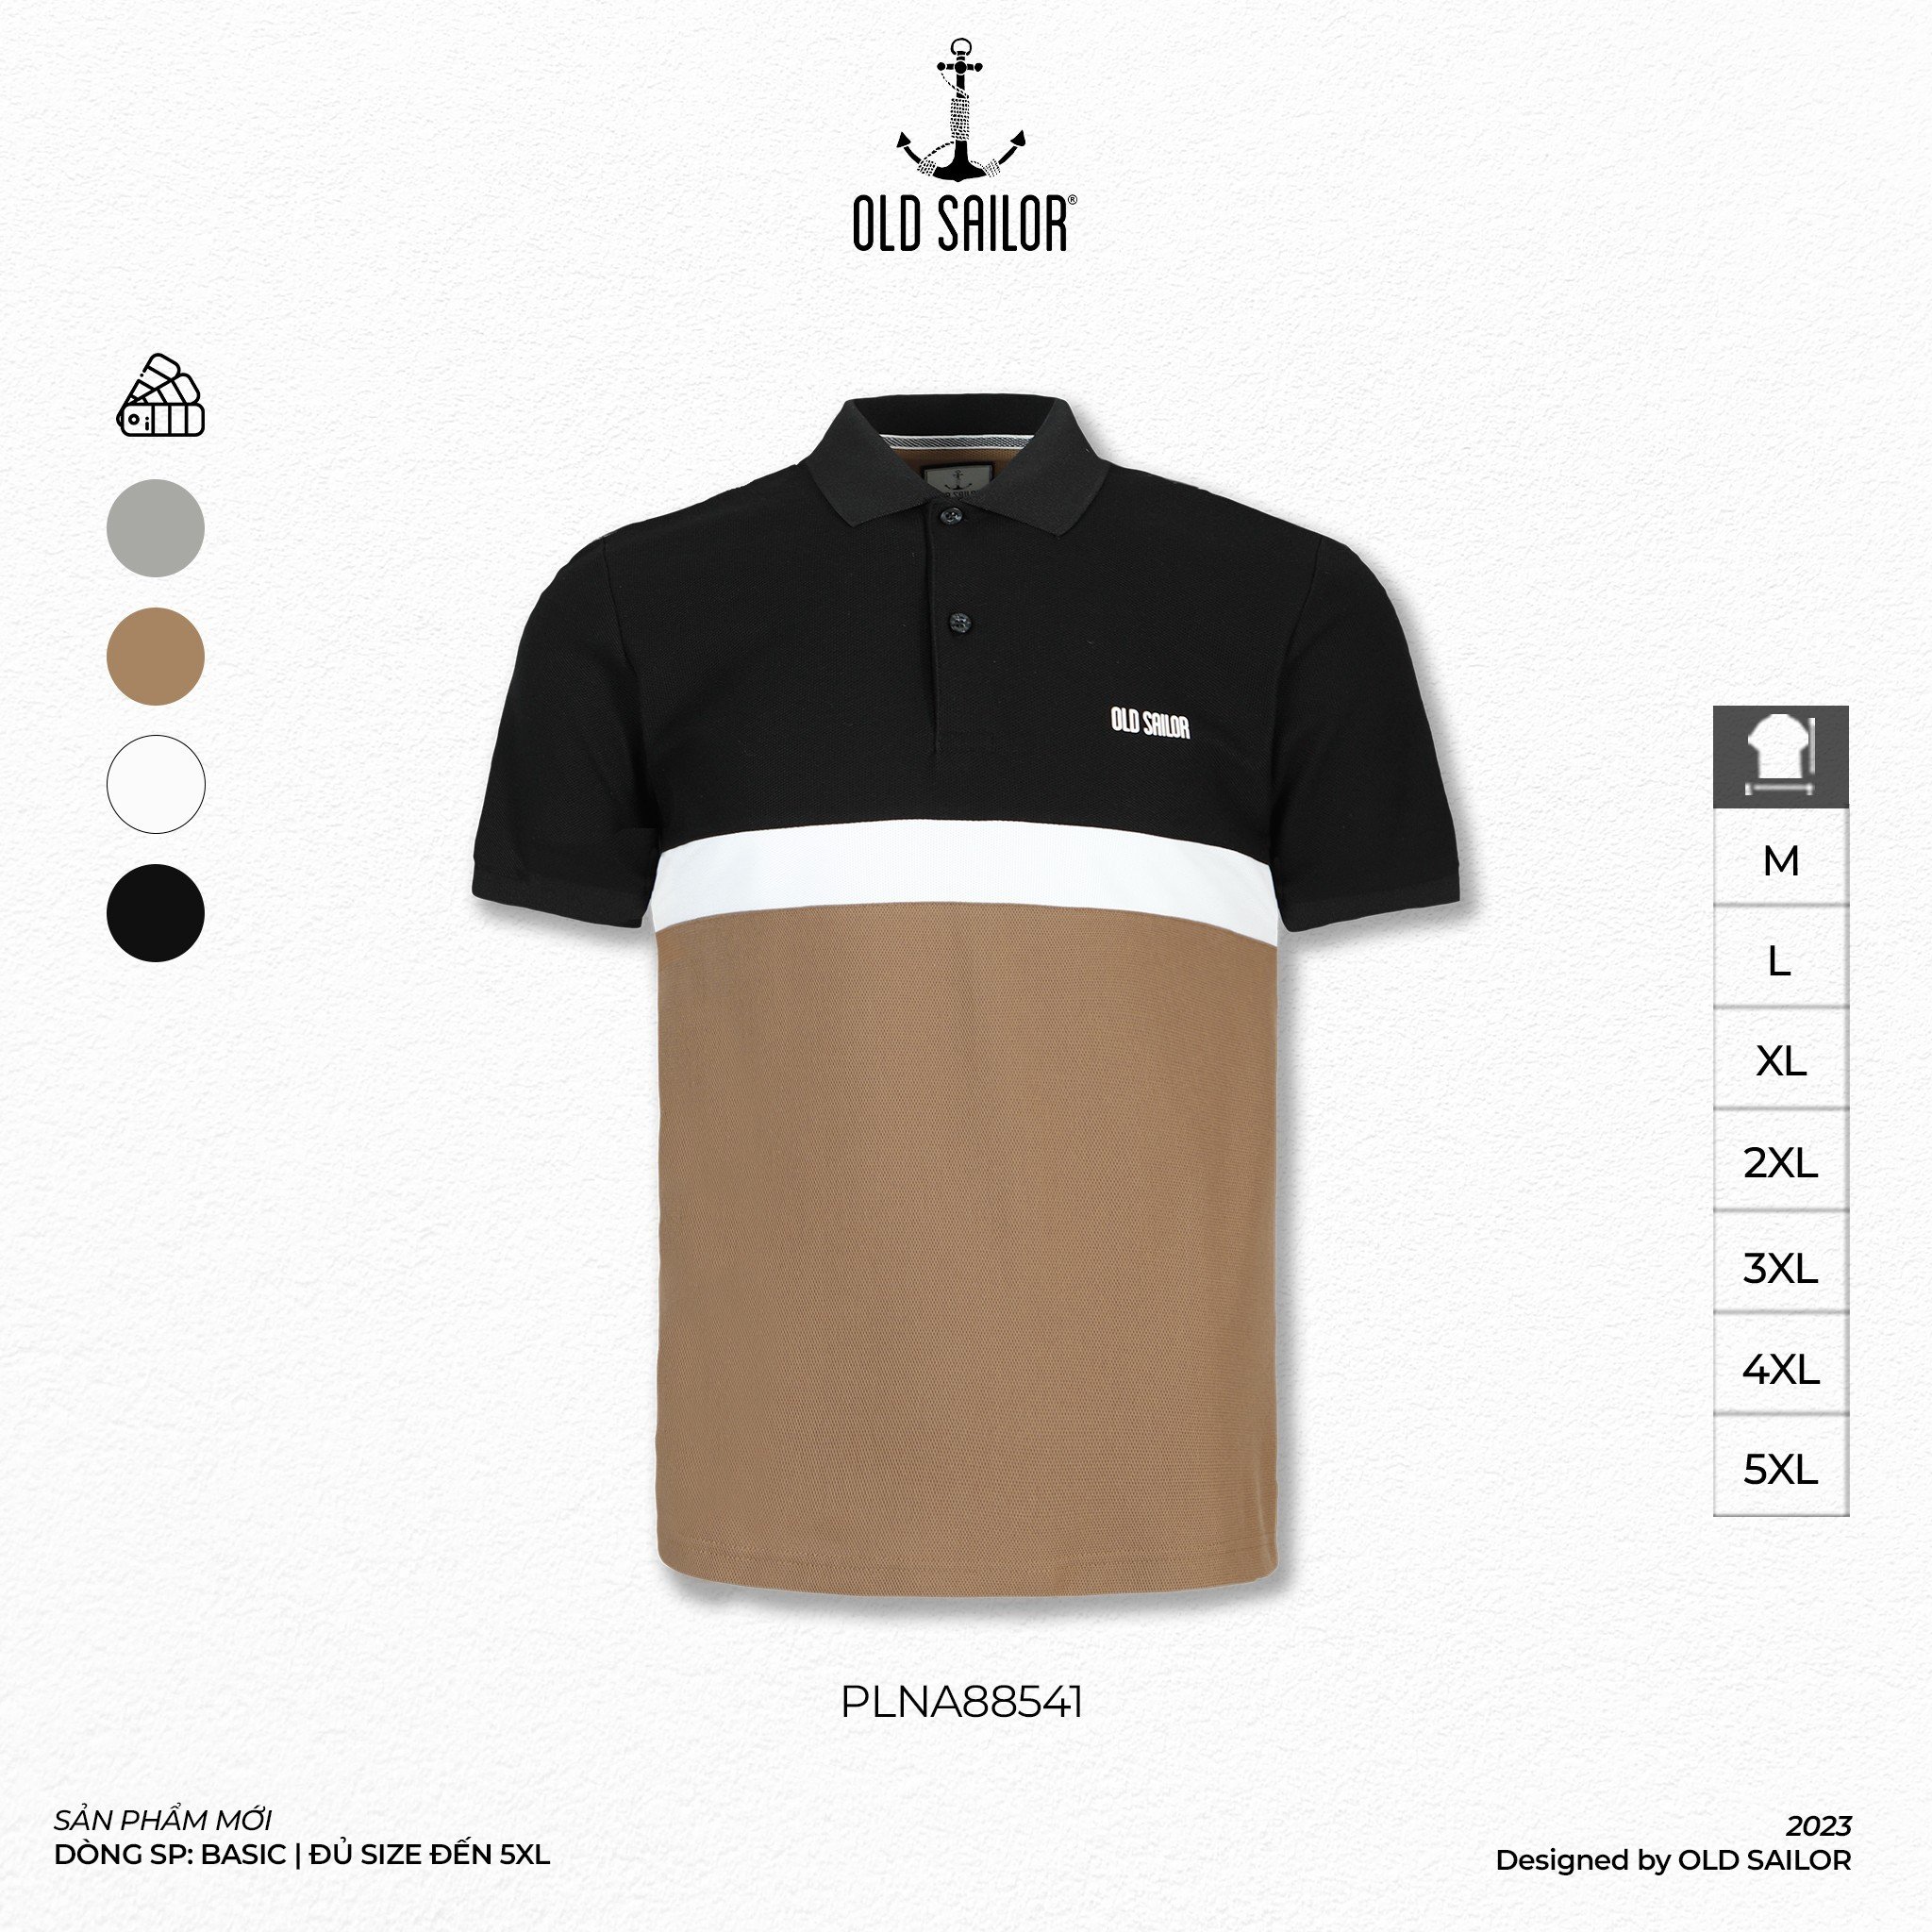 OLD SAILOR®
OLD SAILOR
M
L
XL
2XL
3XL
4XL
5XL
PLNA88541
SẢN PHẨM MỚI
DÒNG SP: BASIC | ĐỦ SIZE ĐẾN 5XL
2023
Designed by OLD SAILOR